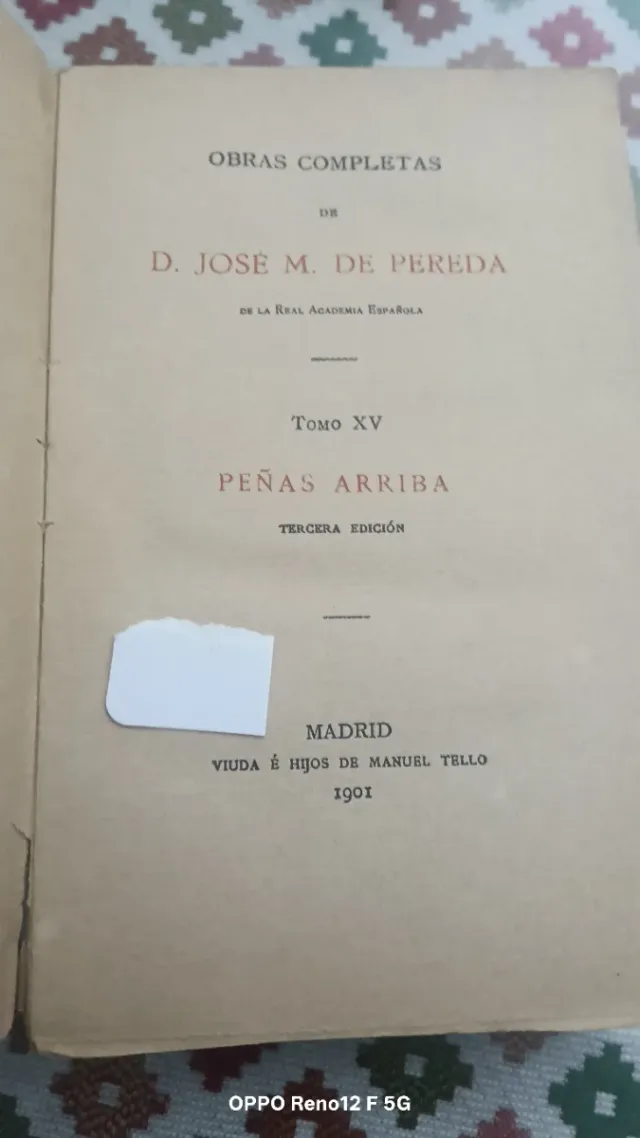 OBRAS COMPLETAS
DE
D. JOSÉ M. DE PEREDA
DE LA REAL ACADEMIA ESPAÑOLA
TOMO XV
PEÑAS ARRIBA
TERCERA EDICIÓN
MADRID
VIUDA É HIJOS DE MANUEL TELLO
1901
OPPO Reno12 F 5G